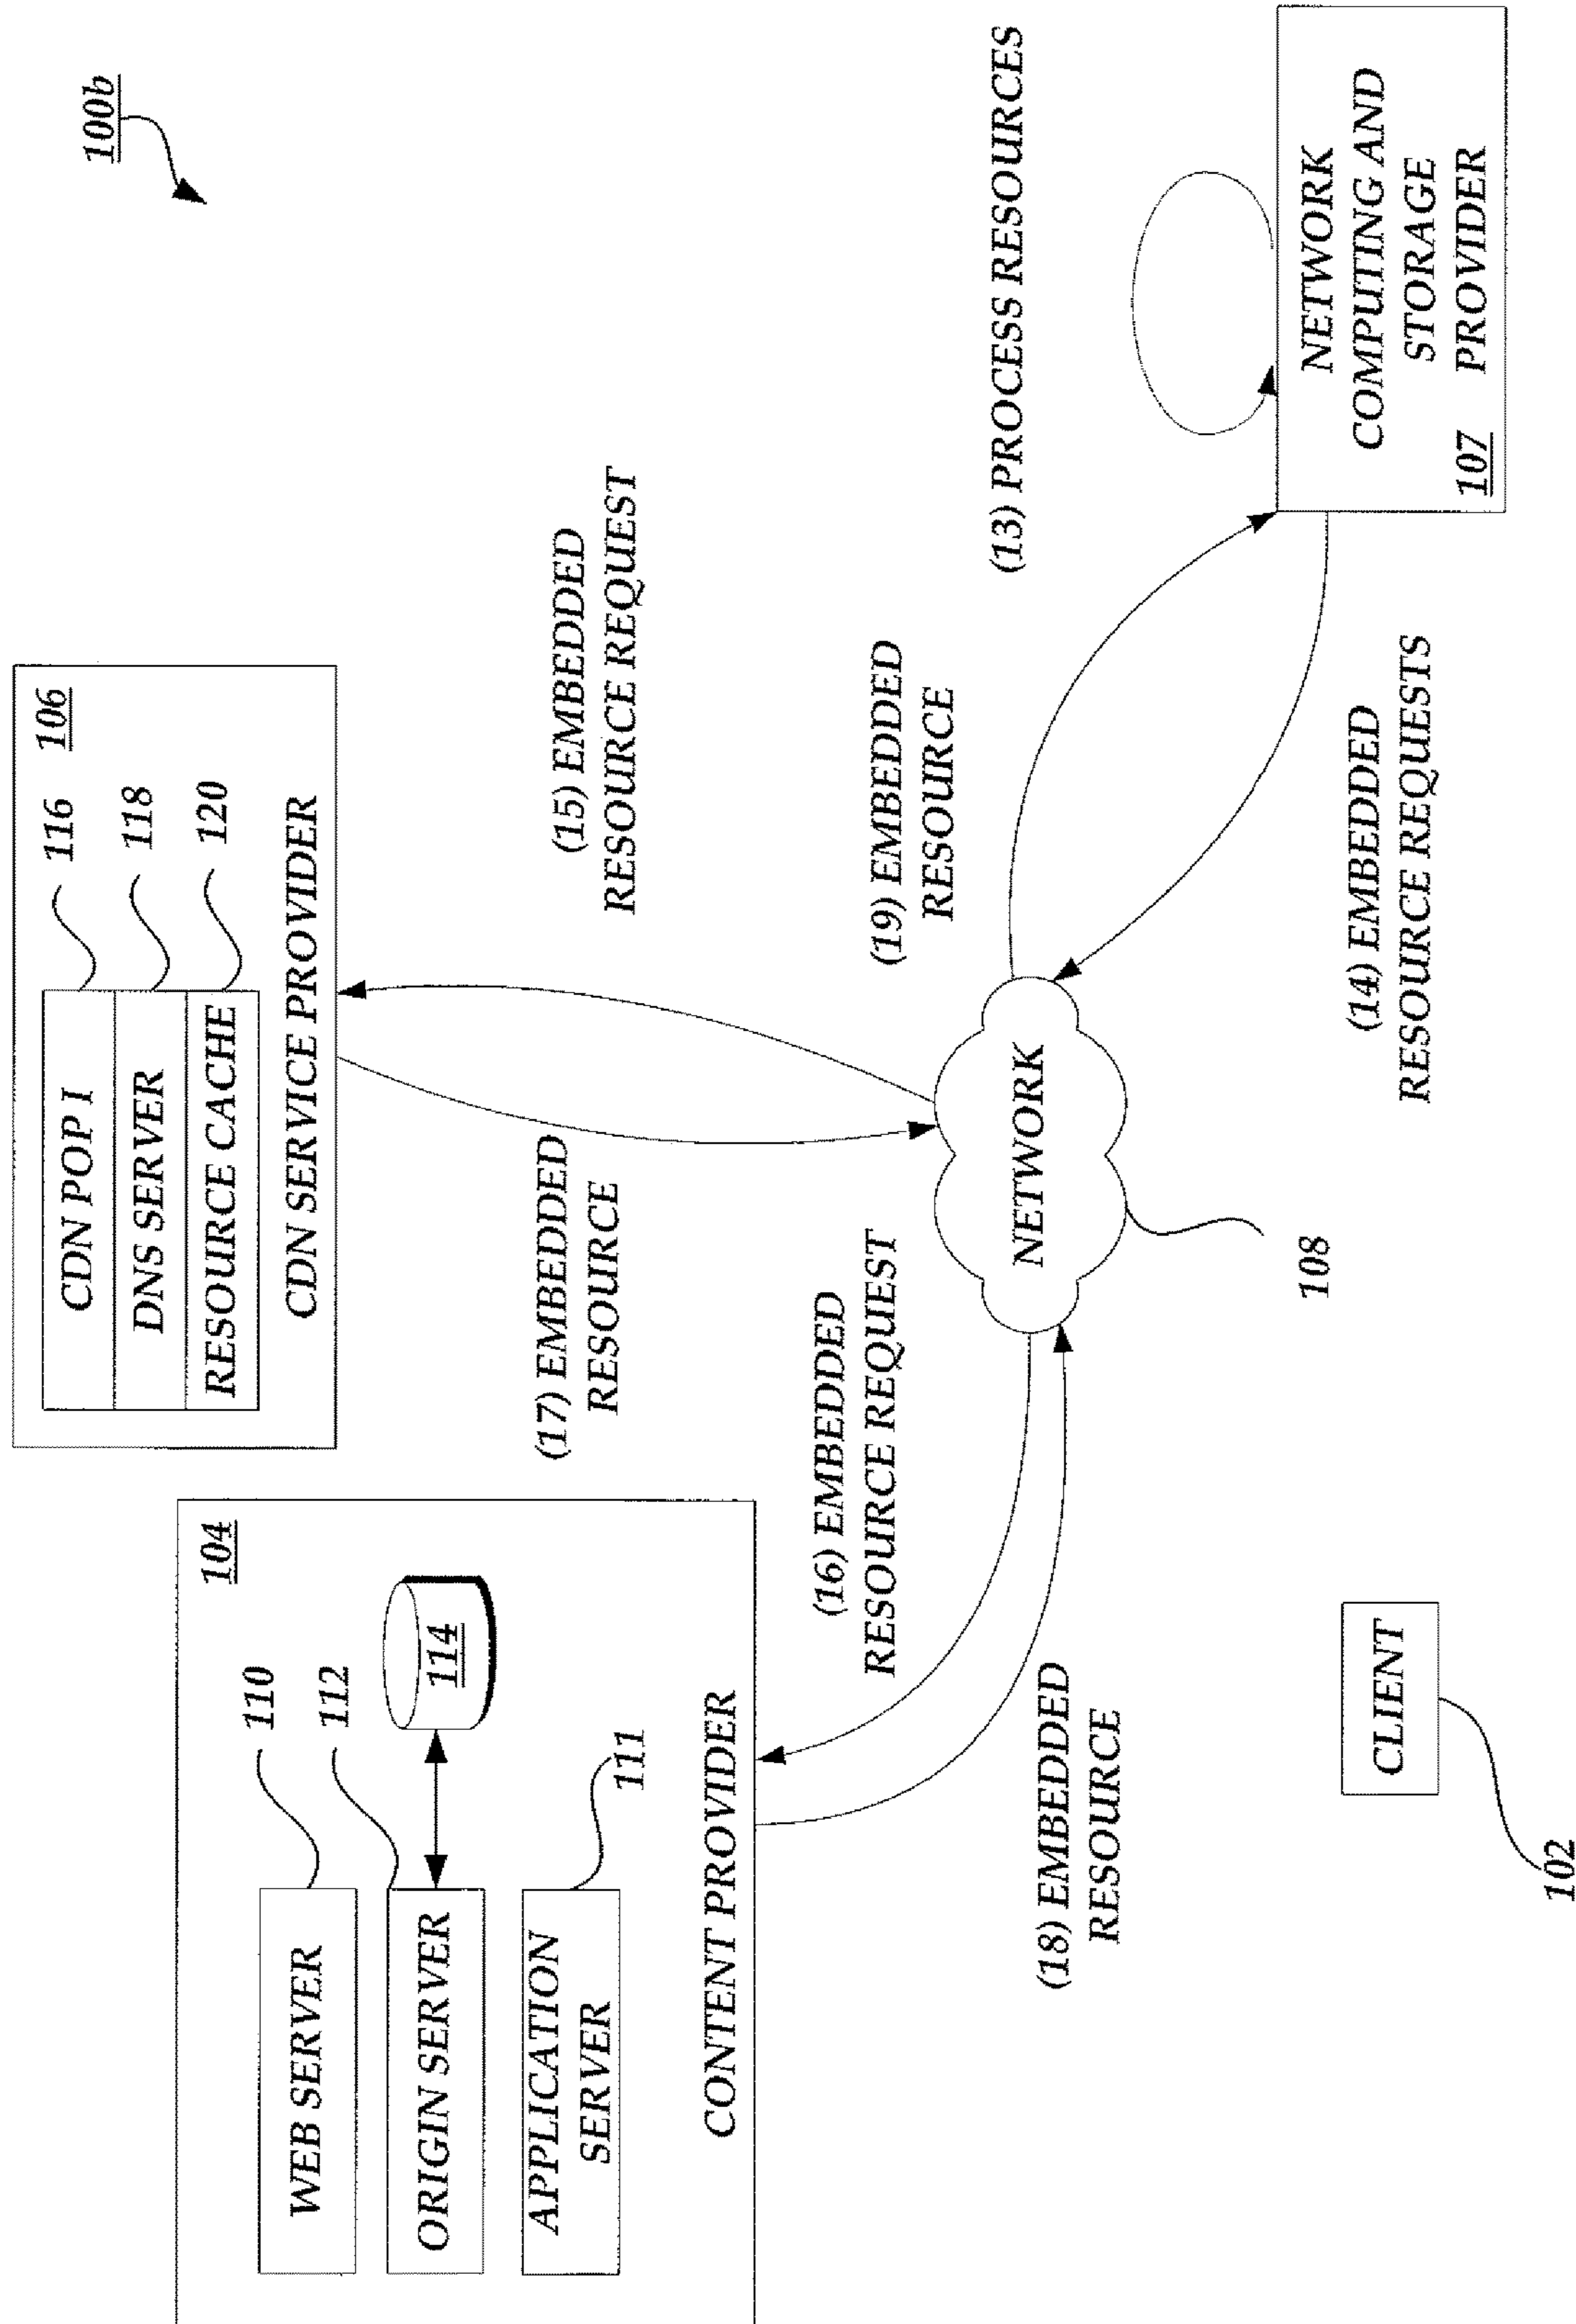 100b
104
WEB SERVER
110
ORIGIN SERVER
112
114
APPLICATION
SERVER
111
CONTENT PROVIDER
106
CDN POP I
116
DNS SERVER
118
RESOURCE CACHE
120
CDN SERVICE PROVIDER
(17) EMBEDDED
RESOURCE
(15) EMBEDDED
RESOURCE REQUEST
(16) EMBEDDED
RESOURCE REQUEST
(19) EMBEDDED
RESOURCE
(13) PROCESS RESOURCES
NETWORK
108
(18) EMBEDDED
RESOURCE
(14) EMBEDDED
RESOURCE REQUESTS
NETWORK
COMPUTING AND
STORAGE
107 PROVIDER
CLIENT
102